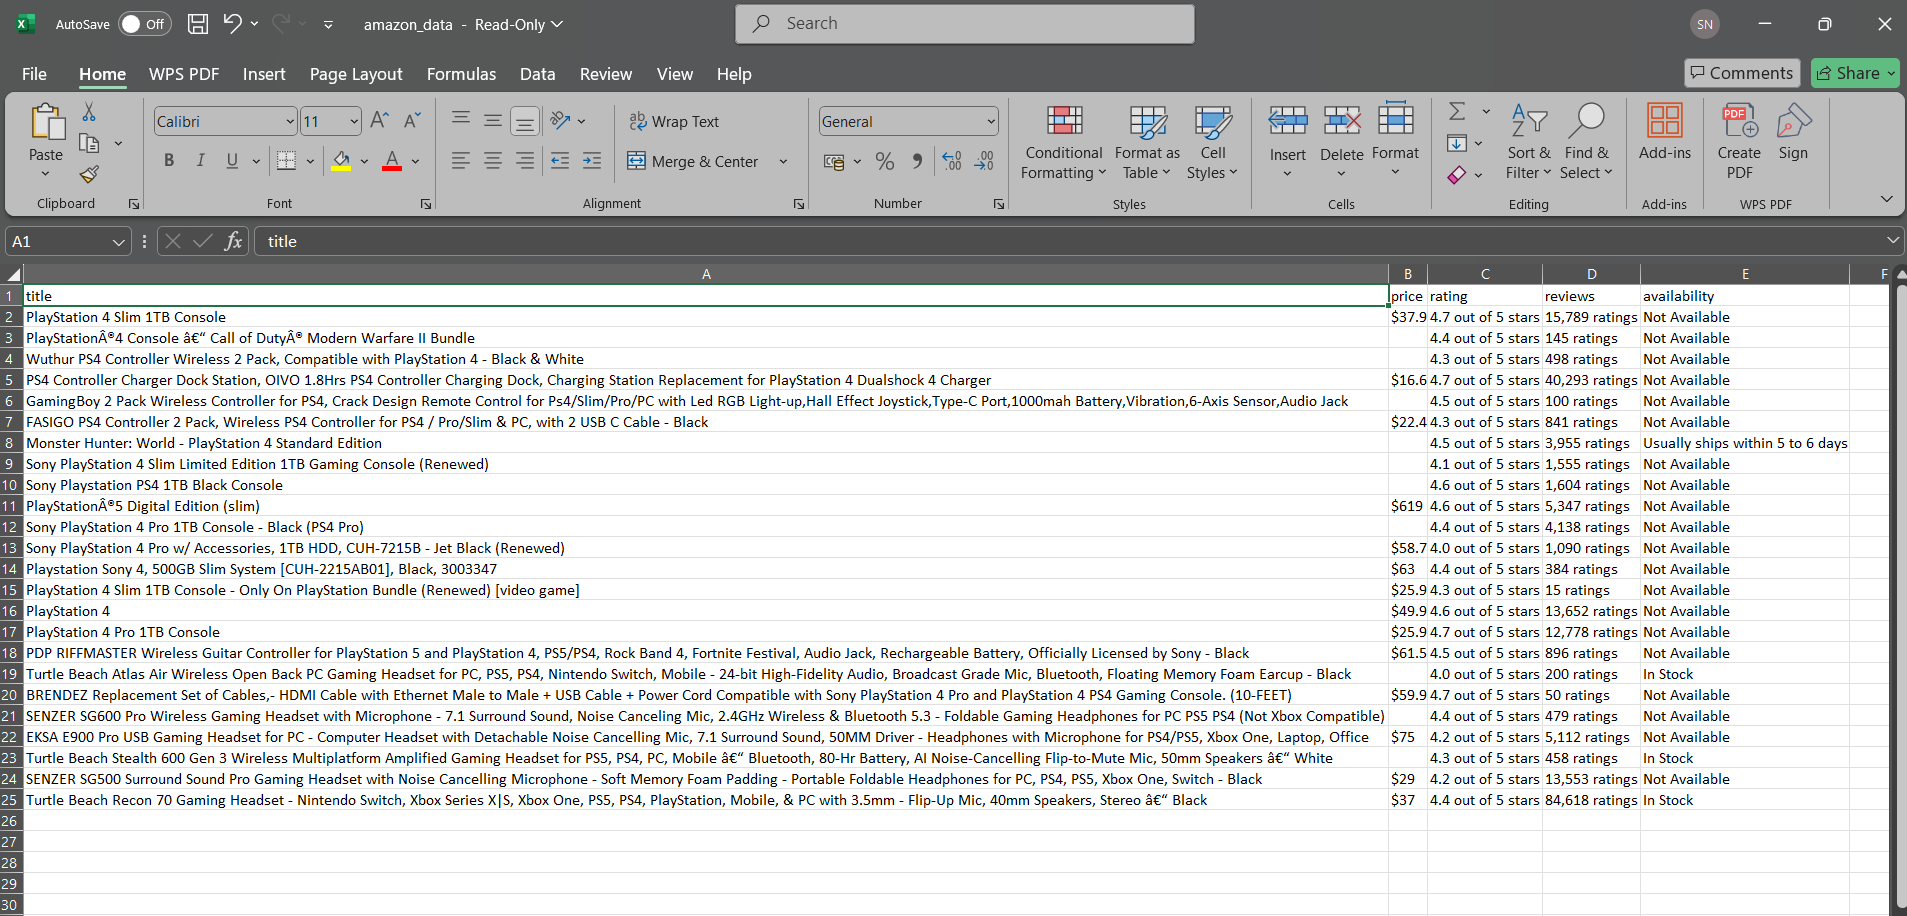 AutoSave Off amazon_data - Read-Only Search SN
File Home WPS PDF Insert Page Layout Formulas Data Review View Help Comments Share
Paste Calibri 11 Wrap Text General Conditional Formatting Format as Table Cell Styles Insert Delete Format Sort & Filter Find & Select Add-ins PDF Create PDF Sign
B I U A Merge & Center % 
Clipboard Font Alignment Number Styles Cells Editing Add-ins WPS PDF
A1 fx title
A B C D E F
1 title price rating reviews availability
2 PlayStation 4 Slim 1TB Console $37.9 4.7 out of 5 stars 15,789 ratings Not Available
3 PlayStationÂ®4 Console â€“ Call of DutyÂ® Modern Warfare II Bundle 4.4 out of 5 stars 145 ratings Not Available
4 Wuthur PS4 Controller Wireless 2 Pack, Compatible with PlayStation 4 - Black & White 4.3 out of 5 stars 498 ratings Not Available
5 PS4 Controller Charger Dock Station, OIVO 1.8Hrs PS4 Controller Charging Dock, Charging Station Replacement for PlayStation 4 Dualshock 4 Charger $16.6 4.7 out of 5 stars 40,293 ratings Not Available
6 GamingBoy 2 Pack Wireless Controller for PS4, Crack Design Remote Control for Ps4/Slim/Pro/PC with Led RGB Light-up,Hall Effect Joystick,Type-C Port,1000mah Battery,Vibration,6-Axis Sensor,Audio Jack 4.5 out of 5 stars 100 ratings Not Available
7 FASIGO PS4 Controller 2 Pack, Wireless PS4 Controller for PS4 / Pro/Slim & PC, with 2 USB C Cable - Black $22.4 4.3 out of 5 stars 841 ratings Not Available
8 Monster Hunter: World - PlayStation 4 Standard Edition 4.5 out of 5 stars 3,955 ratings Usually ships within 5 to 6 days
9 Sony PlayStation 4 Slim Limited Edition 1TB Gaming Console (Renewed) 4.1 out of 5 stars 1,555 ratings Not Available
10 Sony Playstation PS4 1TB Black Console 4.6 out of 5 stars 1,604 ratings Not Available
11 PlayStationÂ®5 Digital Edition (slim) $619 4.6 out of 5 stars 5,347 ratings Not Available
12 Sony PlayStation 4 Pro 1TB Console - Black (PS4 Pro) 4.4 out of 5 stars 4,138 ratings Not Available
13 Sony PlayStation 4 Pro w/ Accessories, 1TB HDD, CUH-7215B - Jet Black (Renewed) $58.7 4.0 out of 5 stars 1,090 ratings Not Available
14 Playstation Sony 4, 500GB Slim System [CUH-2215AB01], Black, 3003347 $63 4.4 out of 5 stars 384 ratings Not Available
15 PlayStation 4 Slim 1TB Console - Only On PlayStation Bundle (Renewed) [video game] $25.9 4.3 out of 5 stars 15 ratings Not Available
16 PlayStation 4 $49.9 4.6 out of 5 stars 13,652 ratings Not Available
17 PlayStation 4 Pro 1TB Console $25.9 4.7 out of 5 stars 12,778 ratings Not Available
18 PDP RIFFMASTER Wireless Guitar Controller for PlayStation 5 and PlayStation 4, PS5/PS4, Rock Band 4, Fortnite Festival, Audio Jack, Rechargeable Battery, Officially Licensed by Sony - Black $61.5 4.5 out of 5 stars 896 ratings Not Available
19 Turtle Beach Atlas Air Wireless Open Back PC Gaming Headset for PC, PS5, PS4, Nintendo Switch, Mobile - 24-bit High-Fidelity Audio, Broadcast Grade Mic, Bluetooth, Floating Memory Foam Earcup - Black 4.0 out of 5 stars 200 ratings In Stock
20 BRENDEZ Replacement Set of Cables,- HDMI Cable with Ethernet Male to Male + USB Cable + Power Cord Compatible with Sony PlayStation 4 Pro and PlayStation 4 PS4 Gaming Console. (10-FEET) $59.9 4.7 out of 5 stars 50 ratings Not Available
21 SENZER SG600 Pro Wireless Gaming Headset with Microphone - 7.1 Surround Sound, Noise Canceling Mic, 2.4GHz Wireless & Bluetooth 5.3 - Foldable Gaming Headphones for PC PS5 PS4 (Not Xbox Compatible) 4.4 out of 5 stars 479 ratings Not Available
22 EKSA E900 Pro USB Gaming Headset for PC - Computer Headset with Detachable Noise Cancelling Mic, 7.1 Surround Sound, 50MM Driver - Headphones with Microphone for PS4/PS5, Xbox One, Laptop, Office $75 4.2 out of 5 stars 5,112 ratings Not Available
23 Turtle Beach Stealth 600 Gen 3 Wireless Multiplatform Amplified Gaming Headset for PS5, PS4, PC, Mobile â€“ Bluetooth, 80-Hr Battery, AI Noise-Cancelling Flip-to-Mute Mic, 50mm Speakers â€“ White 4.3 out of 5 stars 458 ratings In Stock
24 SENZER SG500 Surround Sound Pro Gaming Headset with Noise Cancelling Microphone - Soft Memory Foam Padding - Portable Foldable Headphones for PC, PS4, PS5, Xbox One, Switch - Black $29 4.2 out of 5 stars 13,553 ratings Not Available
25 Turtle Beach Recon 70 Gaming Headset - Nintendo Switch, Xbox Series X|S, Xbox One, PS5, PS4, PlayStation, Mobile, & PC with 3.5mm - Flip-Up Mic, 40mm Speakers, Stereo â€“ Black $37 4.4 out of 5 stars 84,618 ratings In Stock
26
27
28
29
30